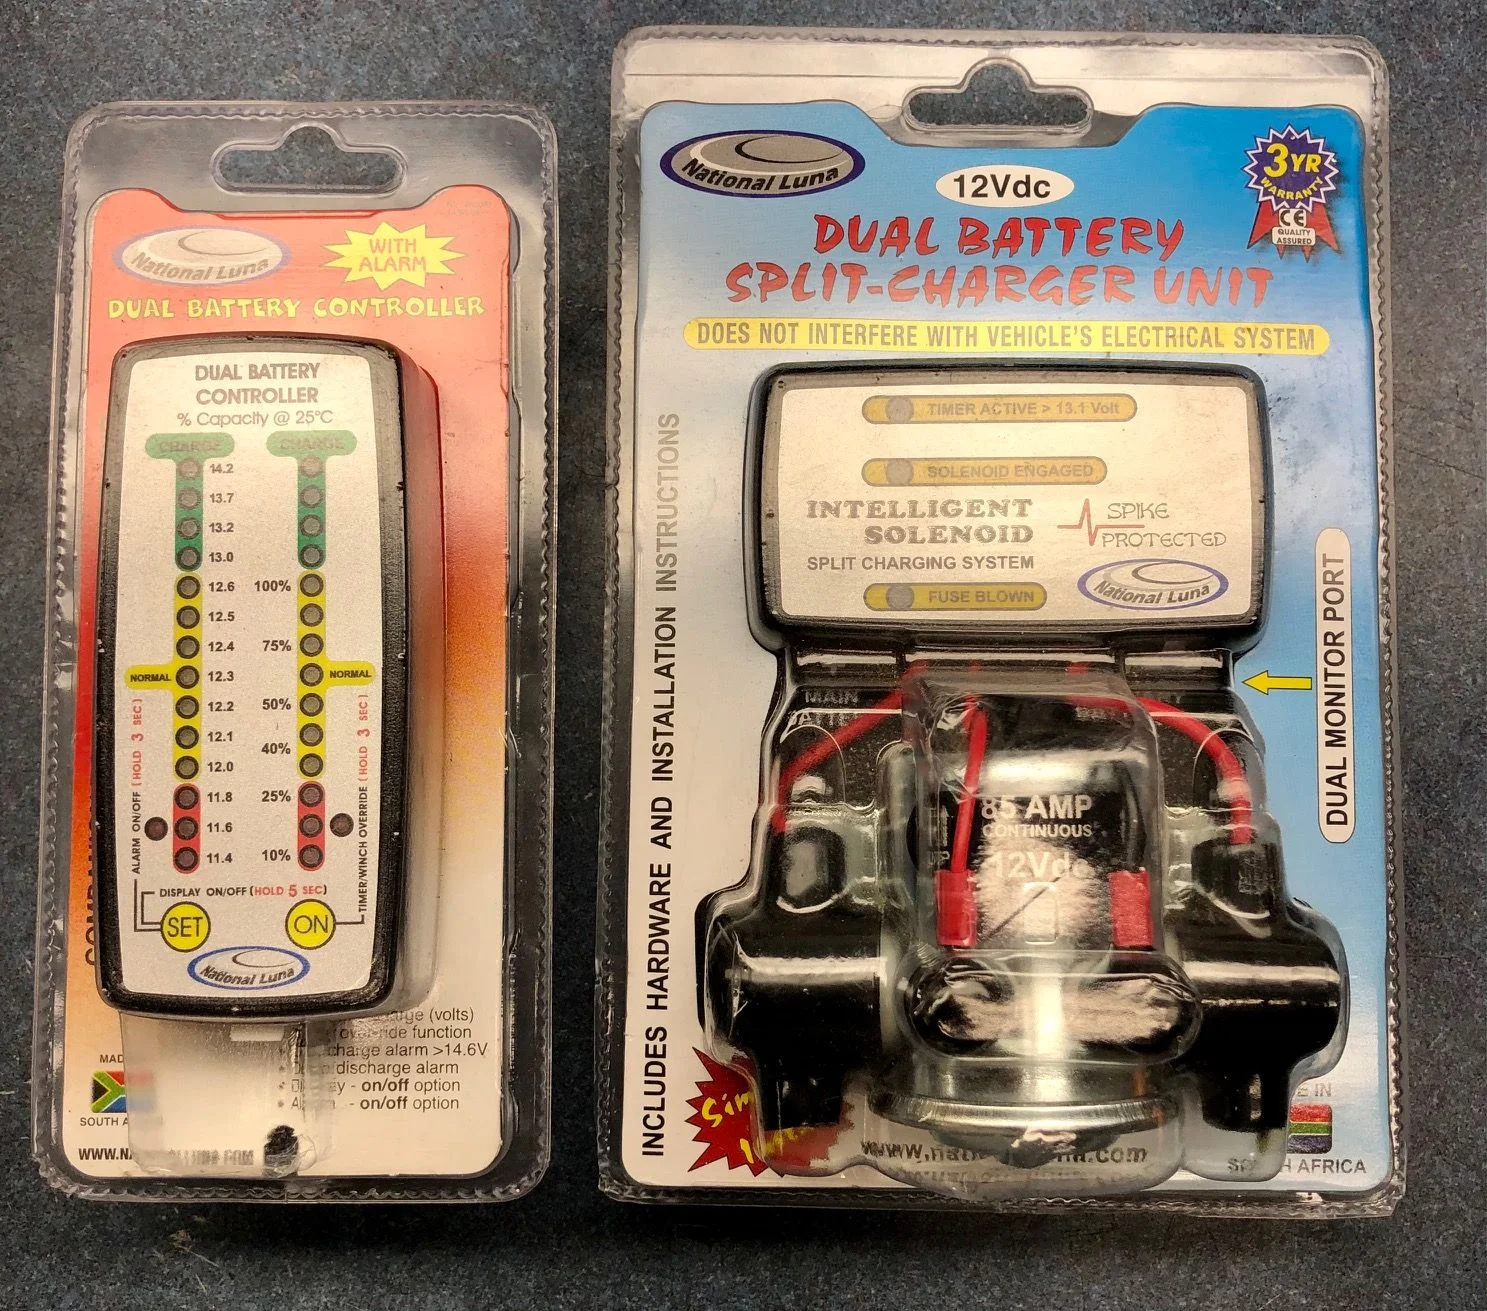 National Luna
WITH
ALARM
DUAL BATTERY CONTROLLER
DUAL BATTERY
CONTROLLER
% Capacity @ 25°C
CHARGE CHARGE
14.2
13.7
13.2
13.0
12.6 100%
12.5
12.4 75%
NORMAL 12.3 NORMAL
12.2 50%
12.1
40%
12.0
11.8 25%
11.6
11.4 10%
ALARM ON/OFF (HOLD 3 SEC)
TIMER/WINCH OVERRIDE (HOLD 3 SEC)
DISPLAY ON/OFF (HOLD 5 SEC)
SET ON
National Luna
(volts)
over-ride function
charge alarm >14.6V
discharge alarm
- on/off option
- on/off option
MAD
SOUTH A
National Luna
12Vdc
3YR
WARRANTY
CE
QUALITY
ASSURED
DUAL BATTERY
SPLIT-CHARGER UNIT
DOES NOT INTERFERE WITH VEHICLE'S ELECTRICAL SYSTEM
INCLUDES HARDWARE AND INSTALLATION INSTRUCTIONS
TIMER ACTIVE > 13.1 Volt
SOLENOID ENGAGED
INTELLIGENT
SOLENOID
SPLIT CHARGING SYSTEM
SPIKE
PROTECTED
FUSE BLOWN
National Luna
DUAL MONITOR PORT
MAIN
85 AMP
CONTINUOUS
12Vdc
IN
AFRICA